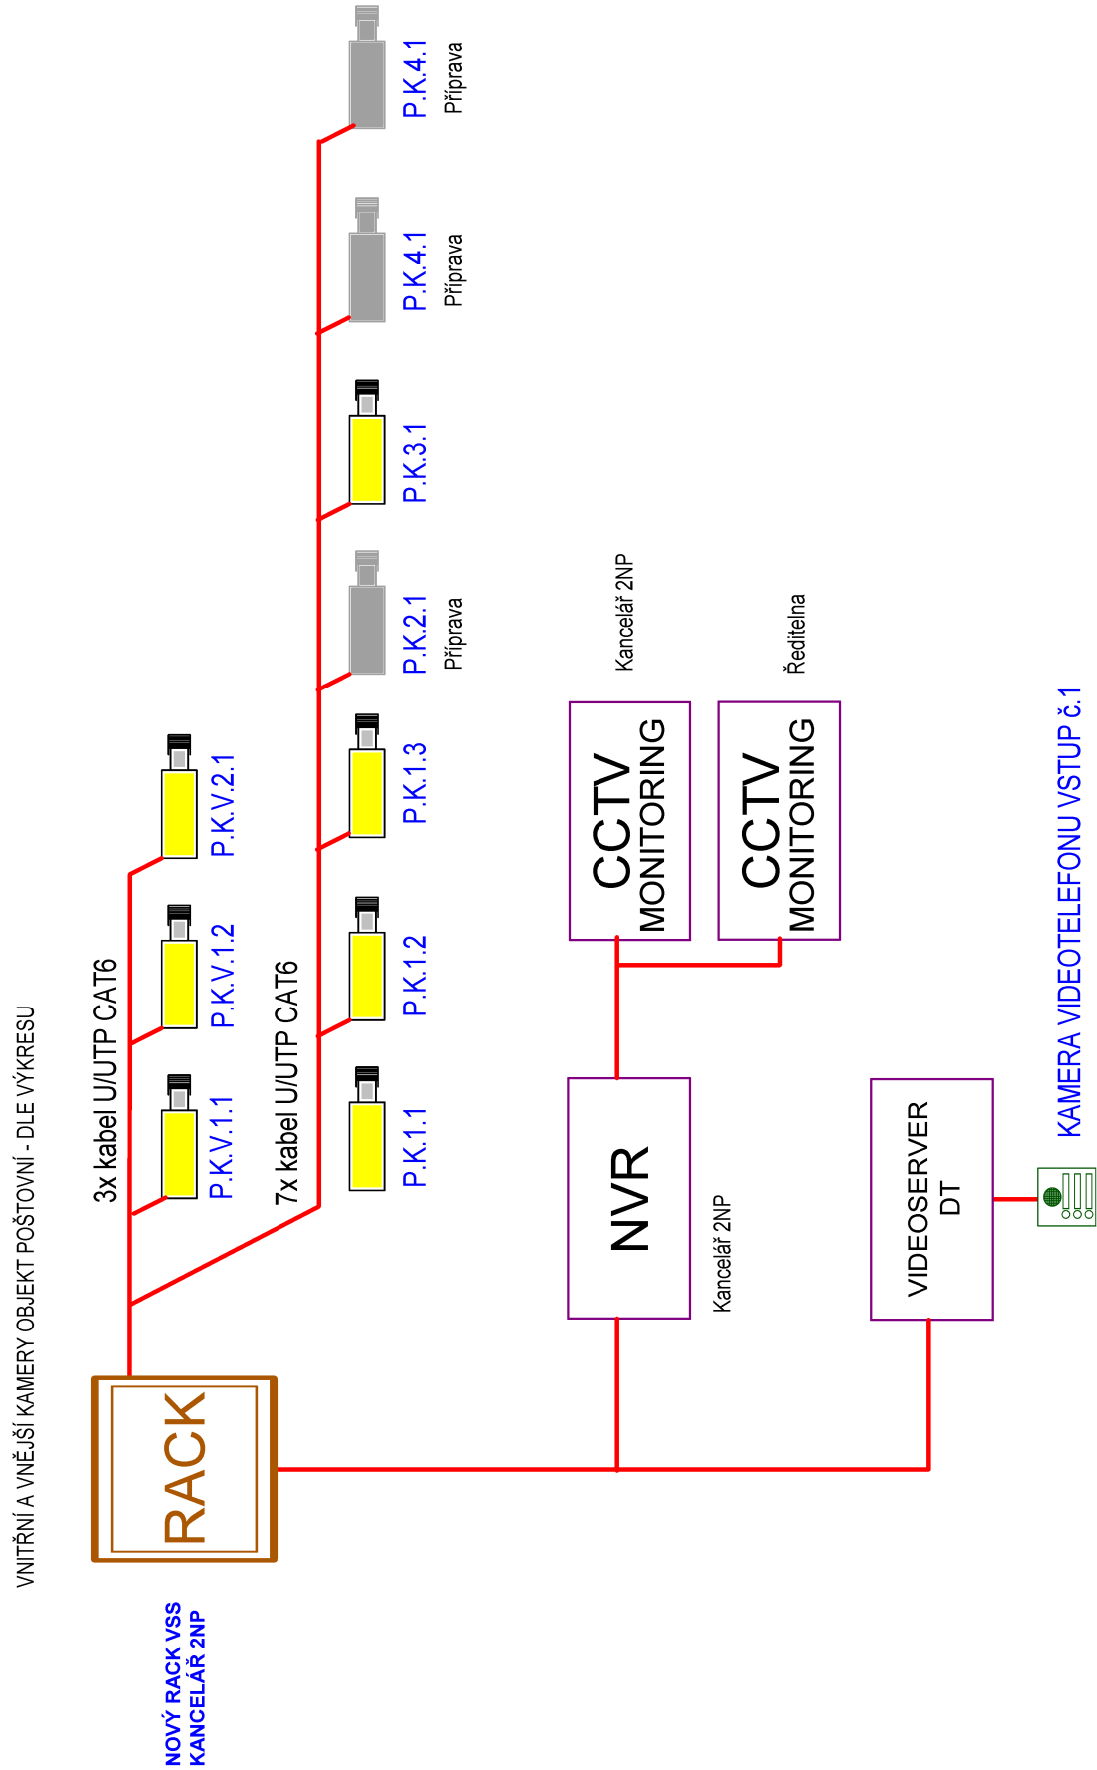 VNITŘNÍ A VNĚJŠÍ KAMERY OBJEKT POŠTOVNÍ - DLE VÝKRESU
NOVÝ RACK VSS
KANCELÁŘ 2NP
RACK
3x kabel U/UTP CAT6
P.K.V.1.1
P.K.V.1.2
P.K.V.2.1
7x kabel U/UTP CAT6
P.K.1.1
P.K.1.2
P.K.1.3
P.K.2.1
Příprava
P.K.3.1
P.K.4.1
Příprava
P.K.4.1
Příprava
NVR
Kancelář 2NP
CCTV
MONITORING
Kancelář 2NP
CCTV
MONITORING
Ředitelna
VIDEOSERVER
DT
KAMERA VIDEOTELEFONU VSTUP č.1